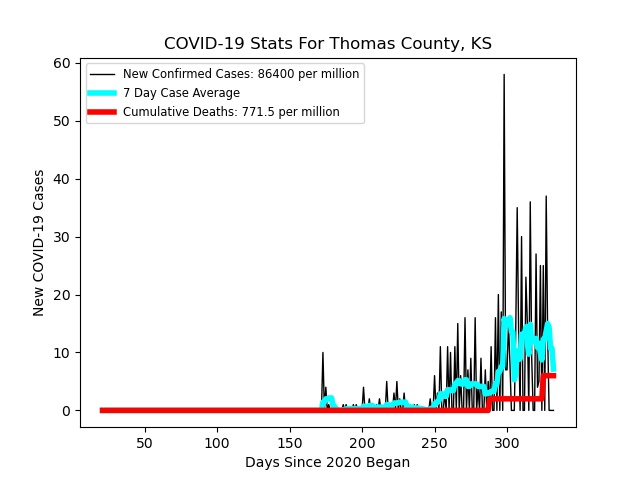 COVID-19 Stats For Thomas County, KS
New Confirmed Cases: 86400 per million
7 Day Case Average
Cumulative Deaths: 771.5 per million
New COVID-19 Cases
60
50
40
30
20
10
0
50 100 150 200 250 300
Days Since 2020 Began